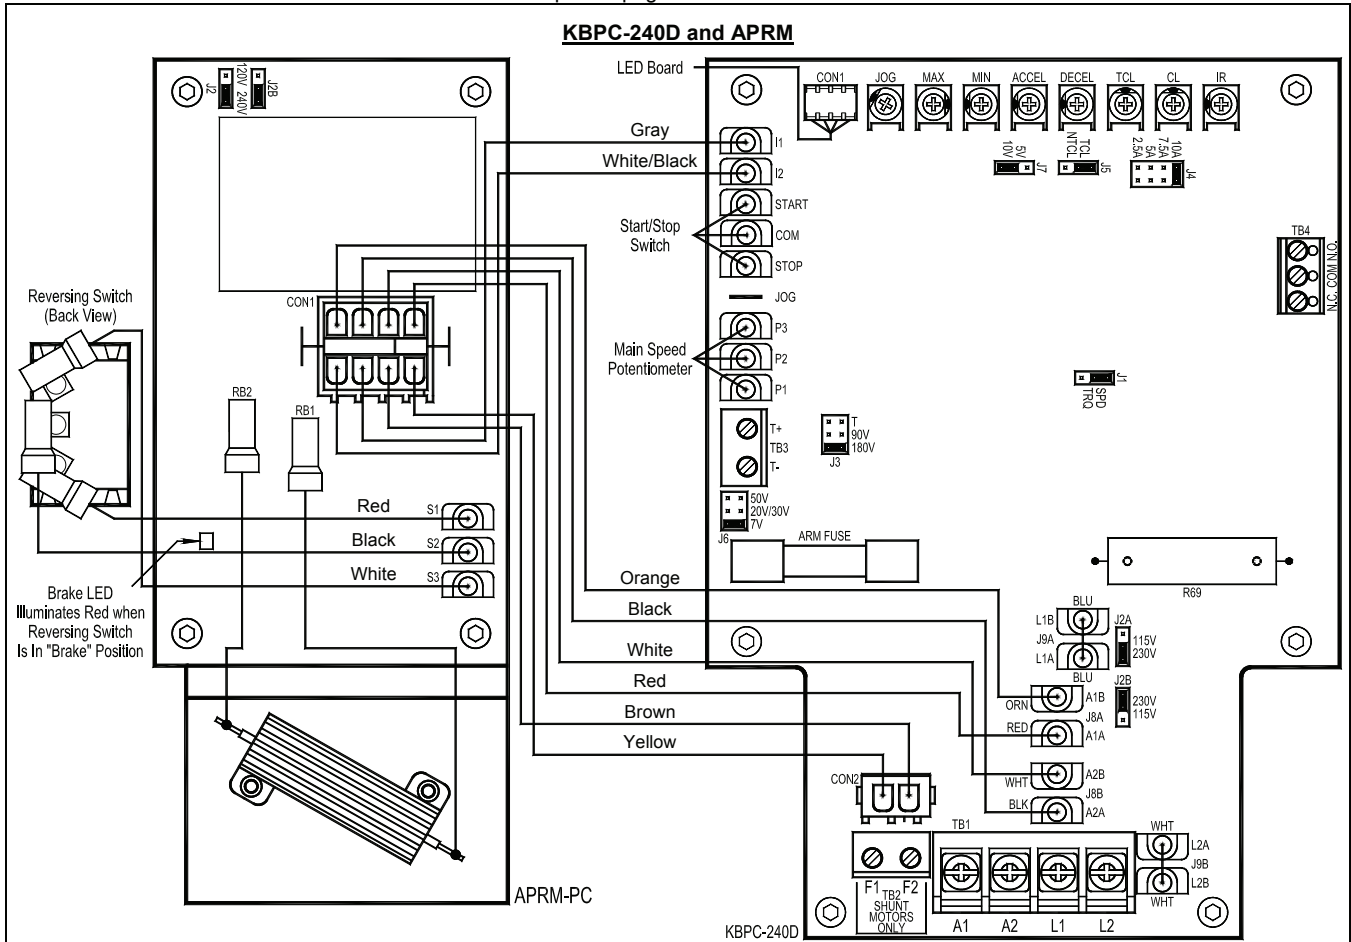 KBPC-240D and APRM
J2
120V 240V
J2B
CON1
Reversing Switch
(Back View)
RB2
RB1
Red
S1
Black
S2
White
S3
Brake LED
Illuminates Red when
Reversing Switch
Is In "Brake" Position
APRM-PC
Gray
White/Black
Start/Stop
Switch
Main Speed
Potentiometer
Orange
Black
White
Red
Brown
Yellow
LED Board
CON1
JOG
MAX
MIN
ACCEL
DECEL
TCL
CL
IR
I1
I2
START
COM
STOP
JOG
P3
P2
P1
T+
TB3
T-
5V
10V
J7
TCL
NTCL
J5
10A
7.5A
5A
2.5A
J4
TB4
N.C. COM N.O.
J1
SPD
TRQ
T
90V
180V
J3
50V
20V/30V
7V
J6
ARM FUSE
R69
BLU
L1B
J9A
L1A
BLU
J2A
115V
230V
J2B
230V
115V
ORN
A1B
J8A
RED
A1A
WHT
A2B
J8B
BLK
A2A
CON2
TB1
WHT
L2A
J9B
L2B
WHT
F1 F2
TB2
SHUNT
MOTORS
ONLY
A1 A2 L1 L2
KBPC-240D